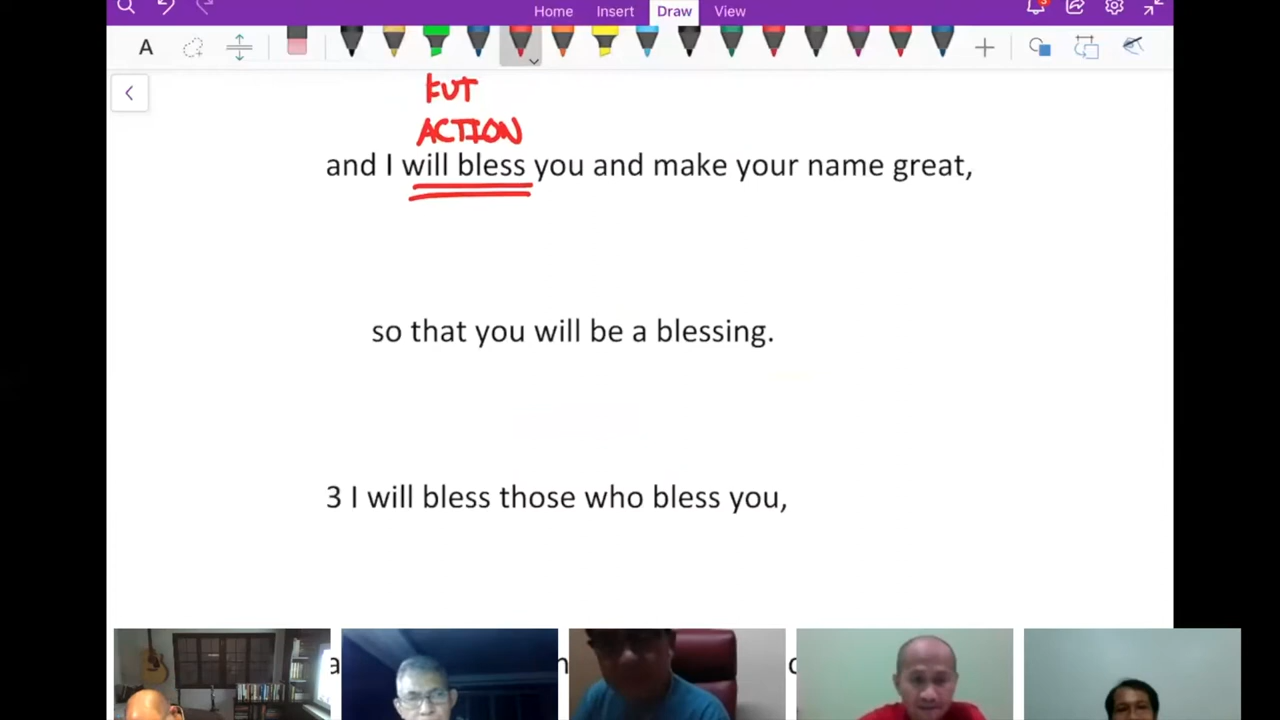 Home Insert Draw View
A
FUT
ACTION
and I will bless you and make your name great,
so that you will be a blessing.
3 I will bless those who bless you,